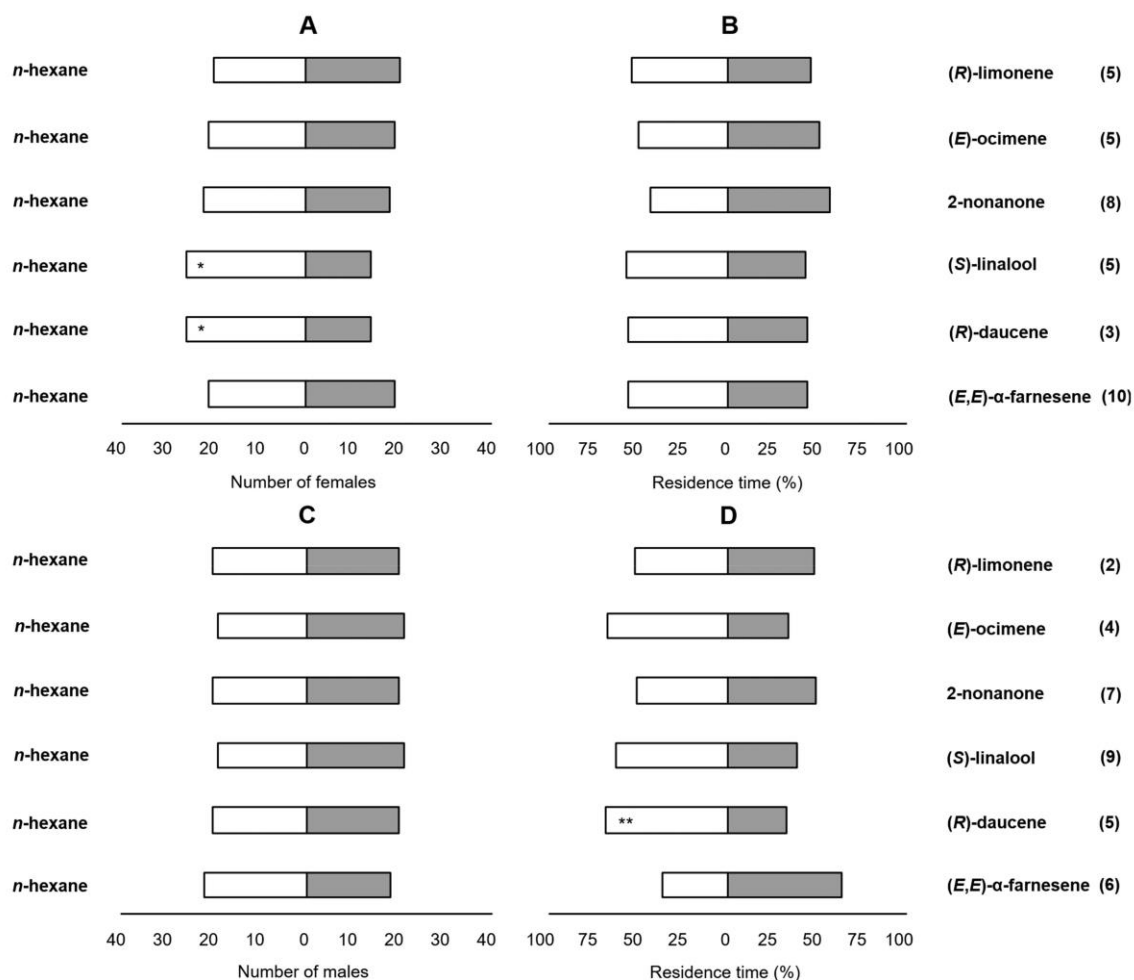 A B
n-hexane (R)-limonene (5)
n-hexane (E)-ocimene (5)
n-hexane 2-nonanone (8)
n-hexane * (S)-linalool (5)
n-hexane * (R)-daucene (3)
n-hexane (E,E)-α-farnesene (10)
40 20 10 0 10 20 40 100 75 50 25 0 25 50 75 100
Number of females Residence time (%)
C D
n-hexane (R)-limonene (2)
n-hexane (E)-ocimene (4)
n-hexane 2-nonanone (7)
n-hexane (S)-linalool (9)
n-hexane ** (R)-daucene (5)
n-hexane (E,E)-α-farnesene (6)
40 20 10 0 10 20 40 100 75 50 25 0 25 50 75 100
Number of males Residence time (%)